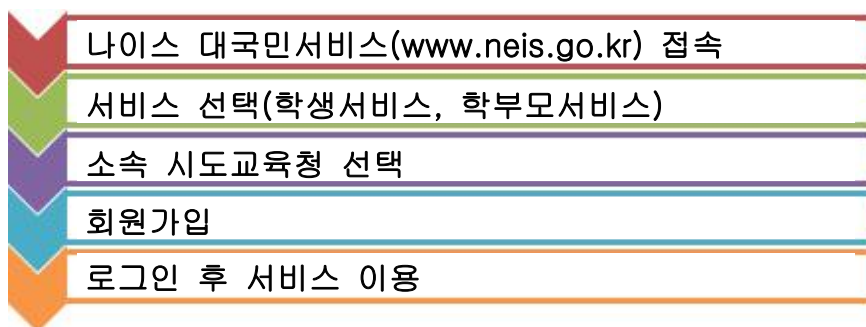 나이스 대국민서비스(www.neis.go.kr) 접속
서비스 선택(학생서비스, 학부모서비스)
소속 시도교육청 선택
회원가입
로그인 후 서비스 이용